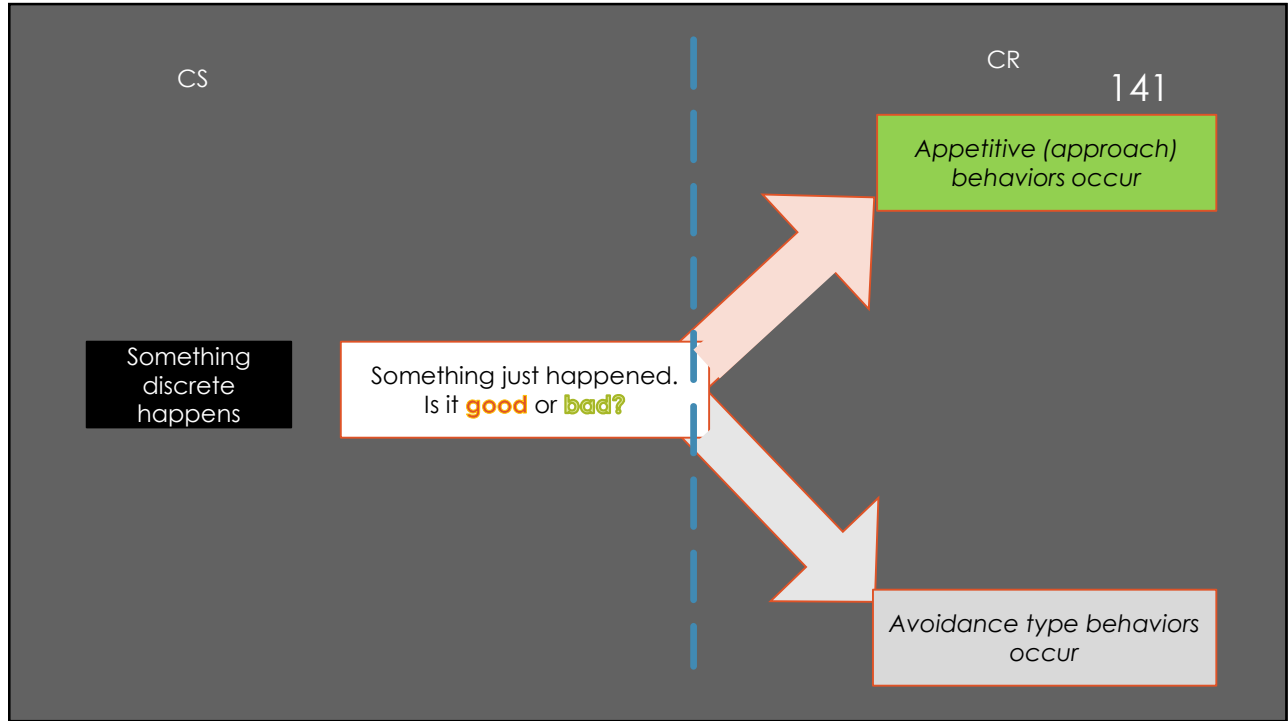 CS
CR
141
Appetitive (approach)
behaviors occur
Something
discrete
happens
Something just happened.
Is it good or bad?
Avoidance type behaviors
occur